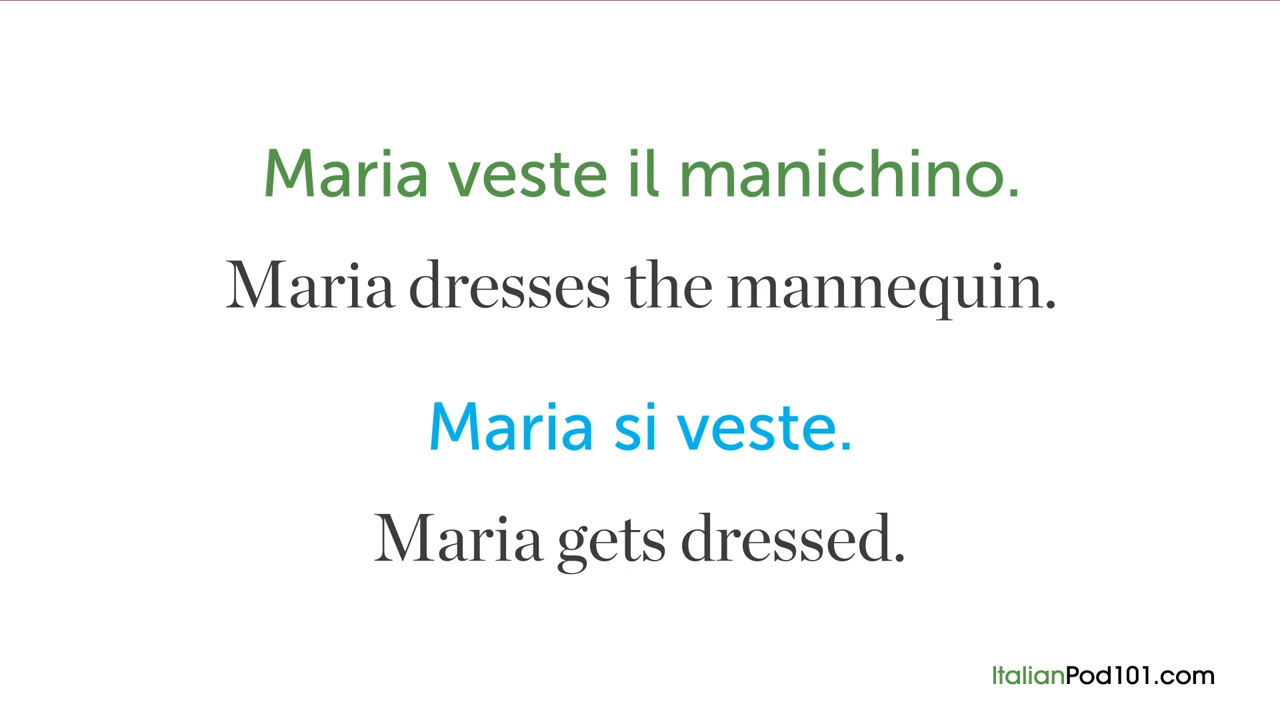 Maria veste il manichino.
Maria dresses the mannequin.
Maria si veste.
Maria gets dressed.
ItalianPod101.com